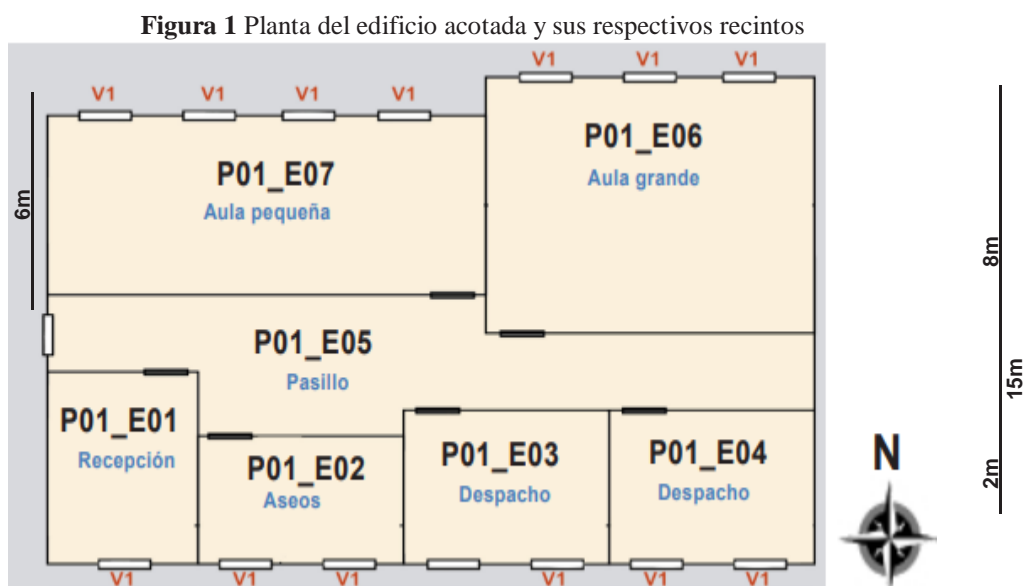 Figura 1 Planta del edificio acotada y sus respectivos recintos
V1 V1 V1
V1 V1 V1 V1
P01_E06
Aula grande
P01_E07
Aula pequeña
6m
8m
P01_E05
Pasillo
15m
P01_E01
Recepción
P01_E02
Aseos
P01_E03
Despacho
P01_E04
Despacho
N
2m
V1 V1 V1 V1 V1 V1